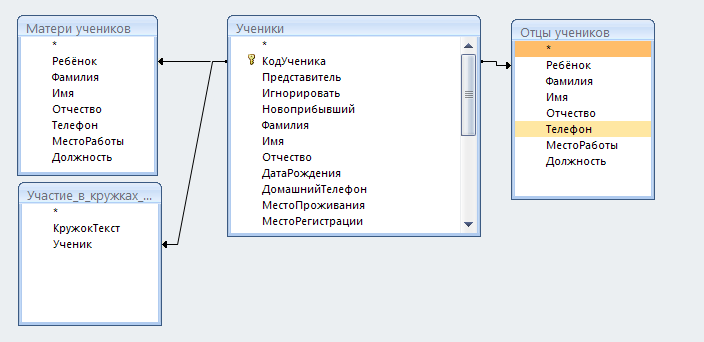 Матери учеников
*
Ребёнок
Фамилия
Имя
Отчество
Телефон
МестоРаботы
Должность
Участие_в_кружках_...
*
КружокТекст
Ученик
Ученики
*
КодУченика
Представитель
Игнорировать
Новоприбывший
Фамилия
Имя
Отчество
ДатаРождения
ДомашнийТелефон
МестоПроживания
МестоРегистрации
Отцы учеников
*
Ребёнок
Фамилия
Имя
Отчество
Телефон
МестоРаботы
Должность